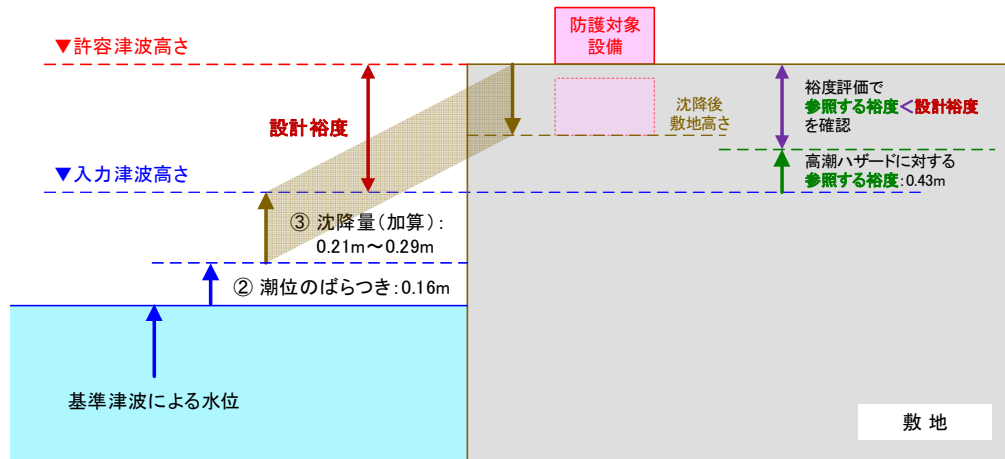 防護対象
設備
▼許容津波高さ
設計裕度
沈降後
敷地高さ
裕度評価で
参照する裕度<設計裕度
を確認
▼入力津波高さ
高潮ハザードに対する
参照する裕度:0.43m
③ 沈降量(加算):
0.21m~0.29m
② 潮位のばらつき:0.16m
基準津波による水位
敷 地